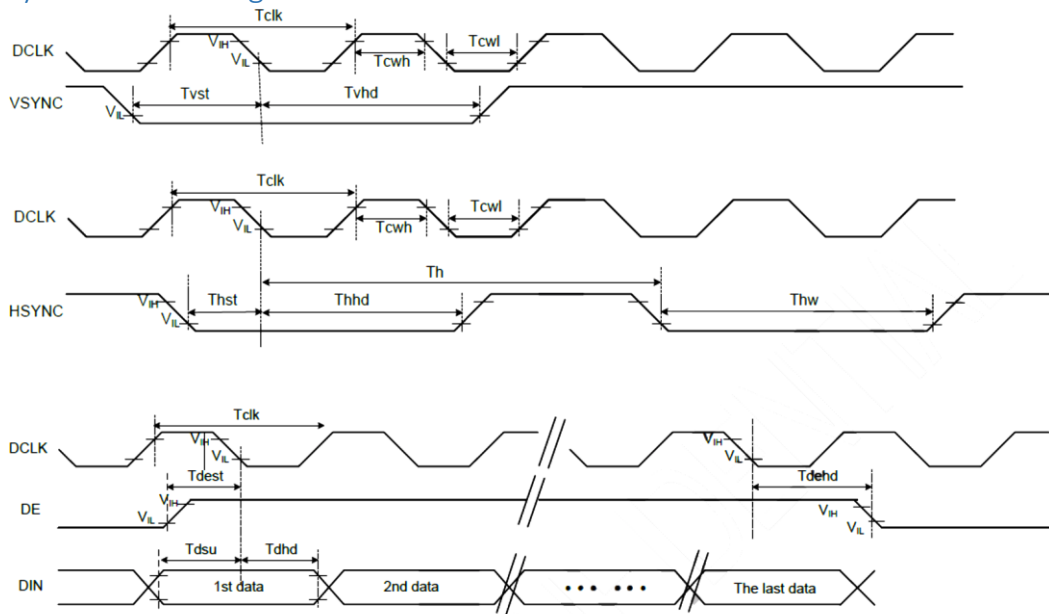 Tclk
DCLK VIH VIL Tcwh Tcwl
VSYNC VIL Tvst Tvhd
Tclk
DCLK VIH VIL Tcwh Tcwl
Th
HSYNC VIH VIL Thst Thhd Thw
Tclk
DCLK VIH VIL VIH VIL
Tdest Tdehd
DE VIH VIL VIH VIL
Tdsu Tdhd
DIN 1st data 2nd data ••• ••• The last data